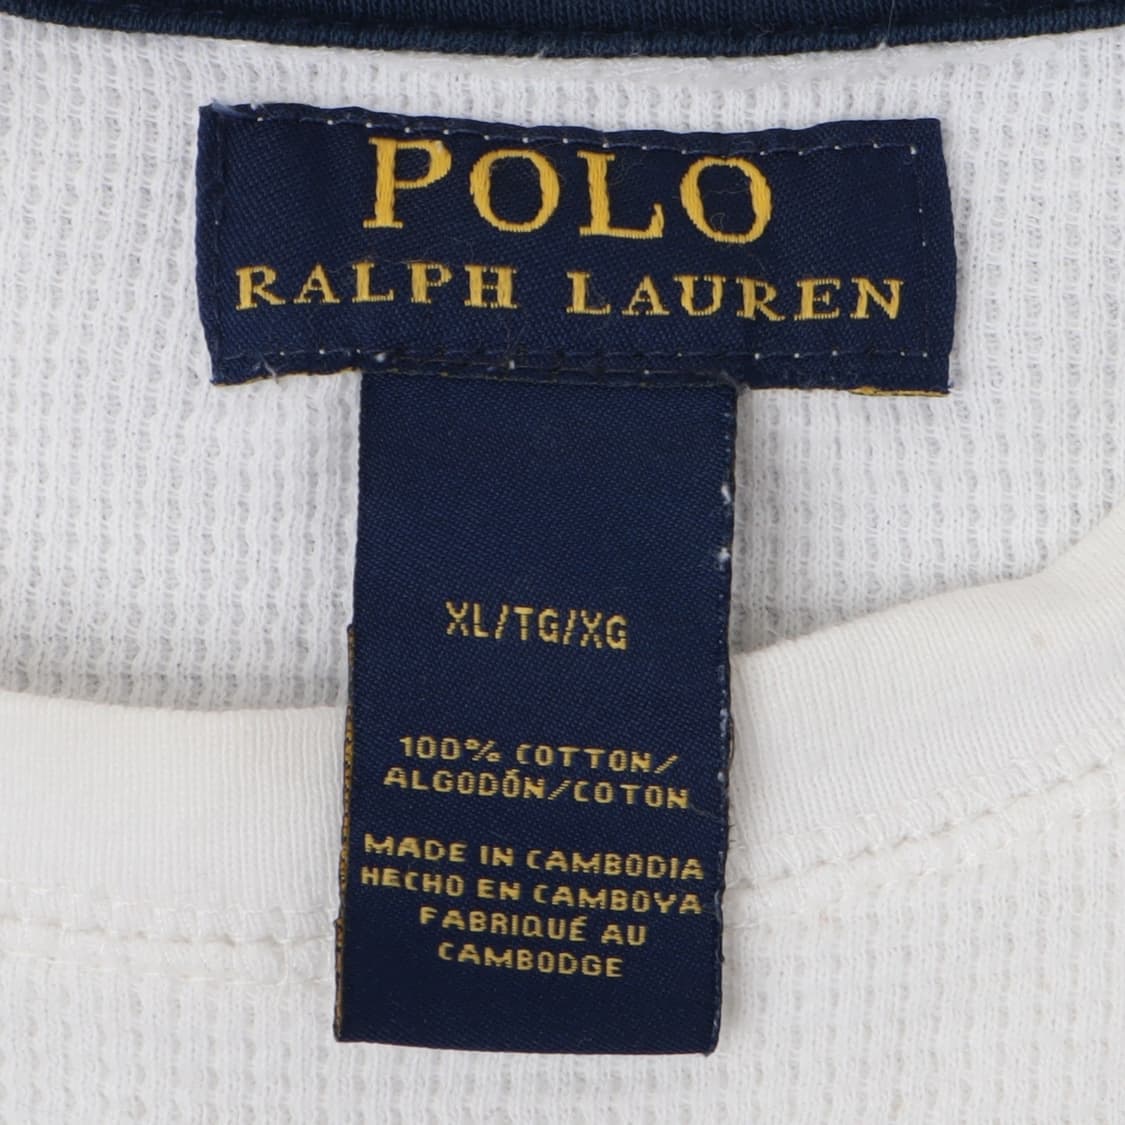 POLO
RALPH LAUREN
XL/TG/XG
100% COTTON/
ALGODÓN/COTON
MADE IN CAMBODIA
HECHO EN CAMBOYA
FABRIQUÉ AU
CAMBODGE